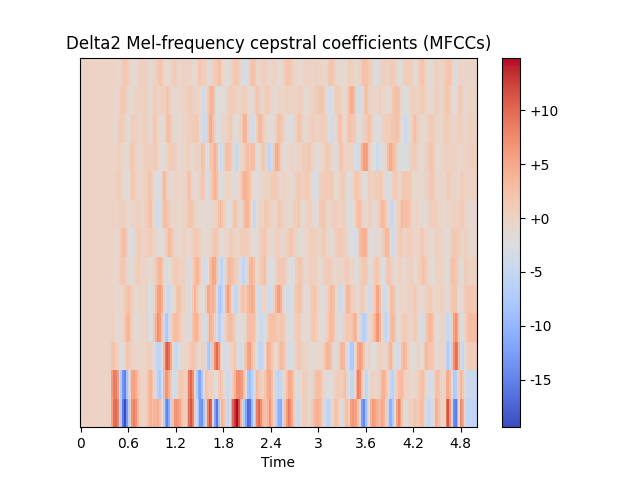 Delta2 Mel-frequency cepstral coefficients (MFCCs)
+10
+5
+0
-5
-10
-15
0 0.6 1.2 1.8 2.4 3 3.6 4.2 4.8
Time